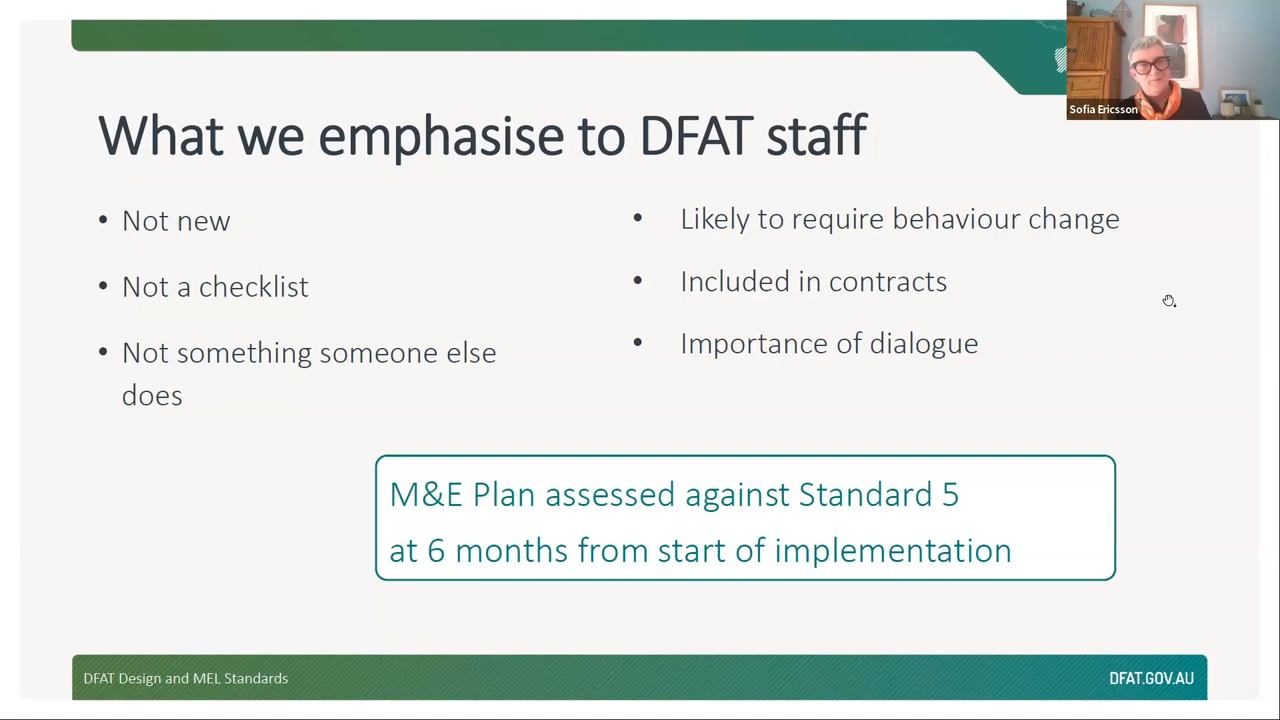 Sofia Ericsson
What we emphasise to DFAT staff
• Not new
• Not a checklist
• Not something someone else
does
• Likely to require behaviour change
• Included in contracts
• Importance of dialogue
M&E Plan assessed against Standard 5
at 6 months from start of implementation
DFAT Design and MEL Standards
DFAT.GOV.AU